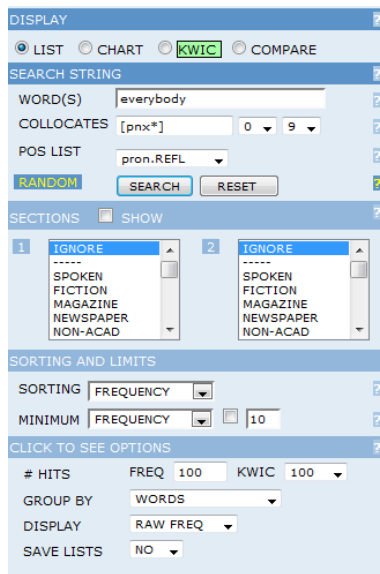 DISPLAY ?
LIST CHART KWIC COMPARE
SEARCH STRING ?
WORD(S) everybody ?
COLLOCATES [pnx*] 0 9 ?
POS LIST pron.REFL ?
RANDOM SEARCH RESET ?
SECTIONS SHOW ?
1 IGNORE 2 IGNORE
----- -----
SPOKEN SPOKEN
FICTION FICTION
MAGAZINE MAGAZINE
NEWSPAPER NEWSPAPER
NON-ACAD NON-ACAD
SORTING AND LIMITS
SORTING FREQUENCY ?
MINIMUM FREQUENCY 10 ?
CLICK TO SEE OPTIONS ?
# HITS FREQ 100 KWIC 100 ?
GROUP BY WORDS ?
DISPLAY RAW FREQ ?
SAVE LISTS NO ?